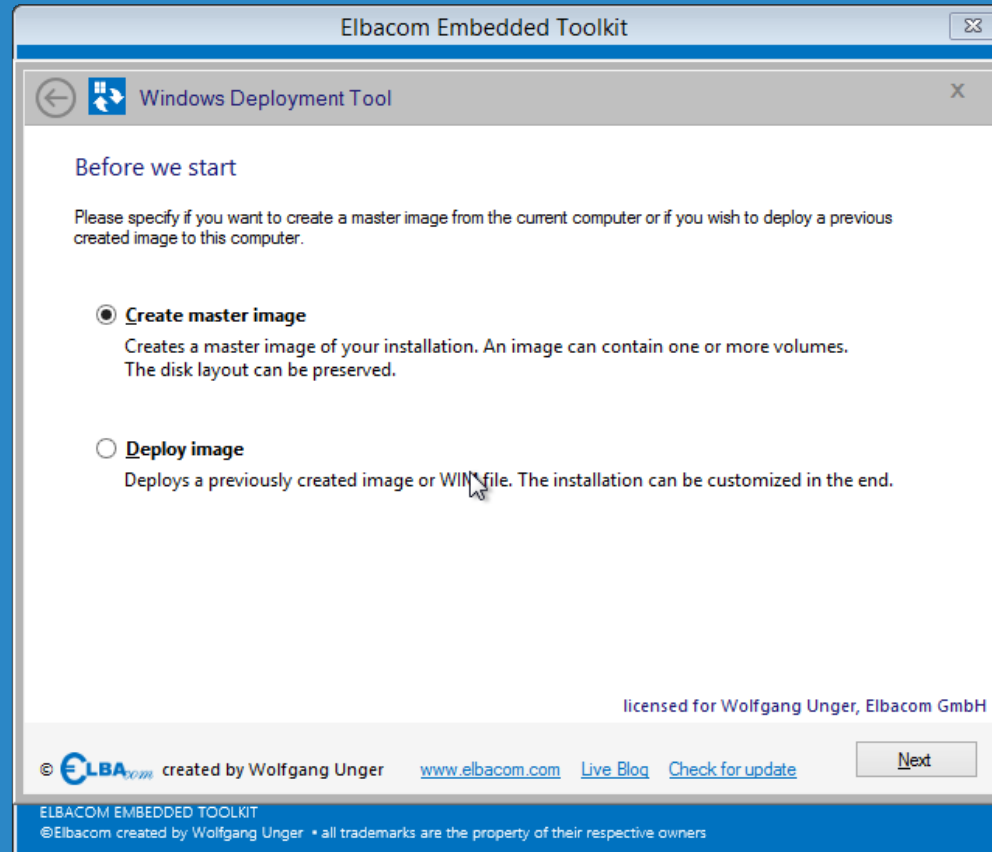 Elbacom Embedded Toolkit
Windows Deployment Tool
X
Before we start
Please specify if you want to create a master image from the current computer or if you wish to deploy a previous
created image to this computer.
Create master image
Creates a master image of your installation. An image can contain one or more volumes.
The disk layout can be preserved.
Deploy image
Deploys a previously created image or WIM file. The installation can be customized in the end.
licensed for Wolfgang Unger, Elbacom GmbH
© €LBAcom created by Wolfgang Unger www.elbacom.com Live Blog Check for update Next
ELBACOM EMBEDDED TOOLKIT
©Elbacom created by Wolfgang Unger • all trademarks are the property of their respective owners